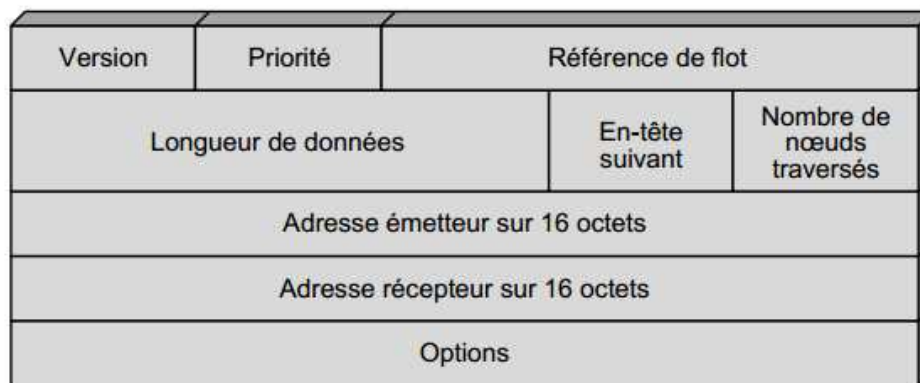 Version
Priorité
Référence de flot
Longueur de données
En-tête
suivant
Nombre de
nœuds
traversés
Adresse émetteur sur 16 octets
Adresse récepteur sur 16 octets
Options